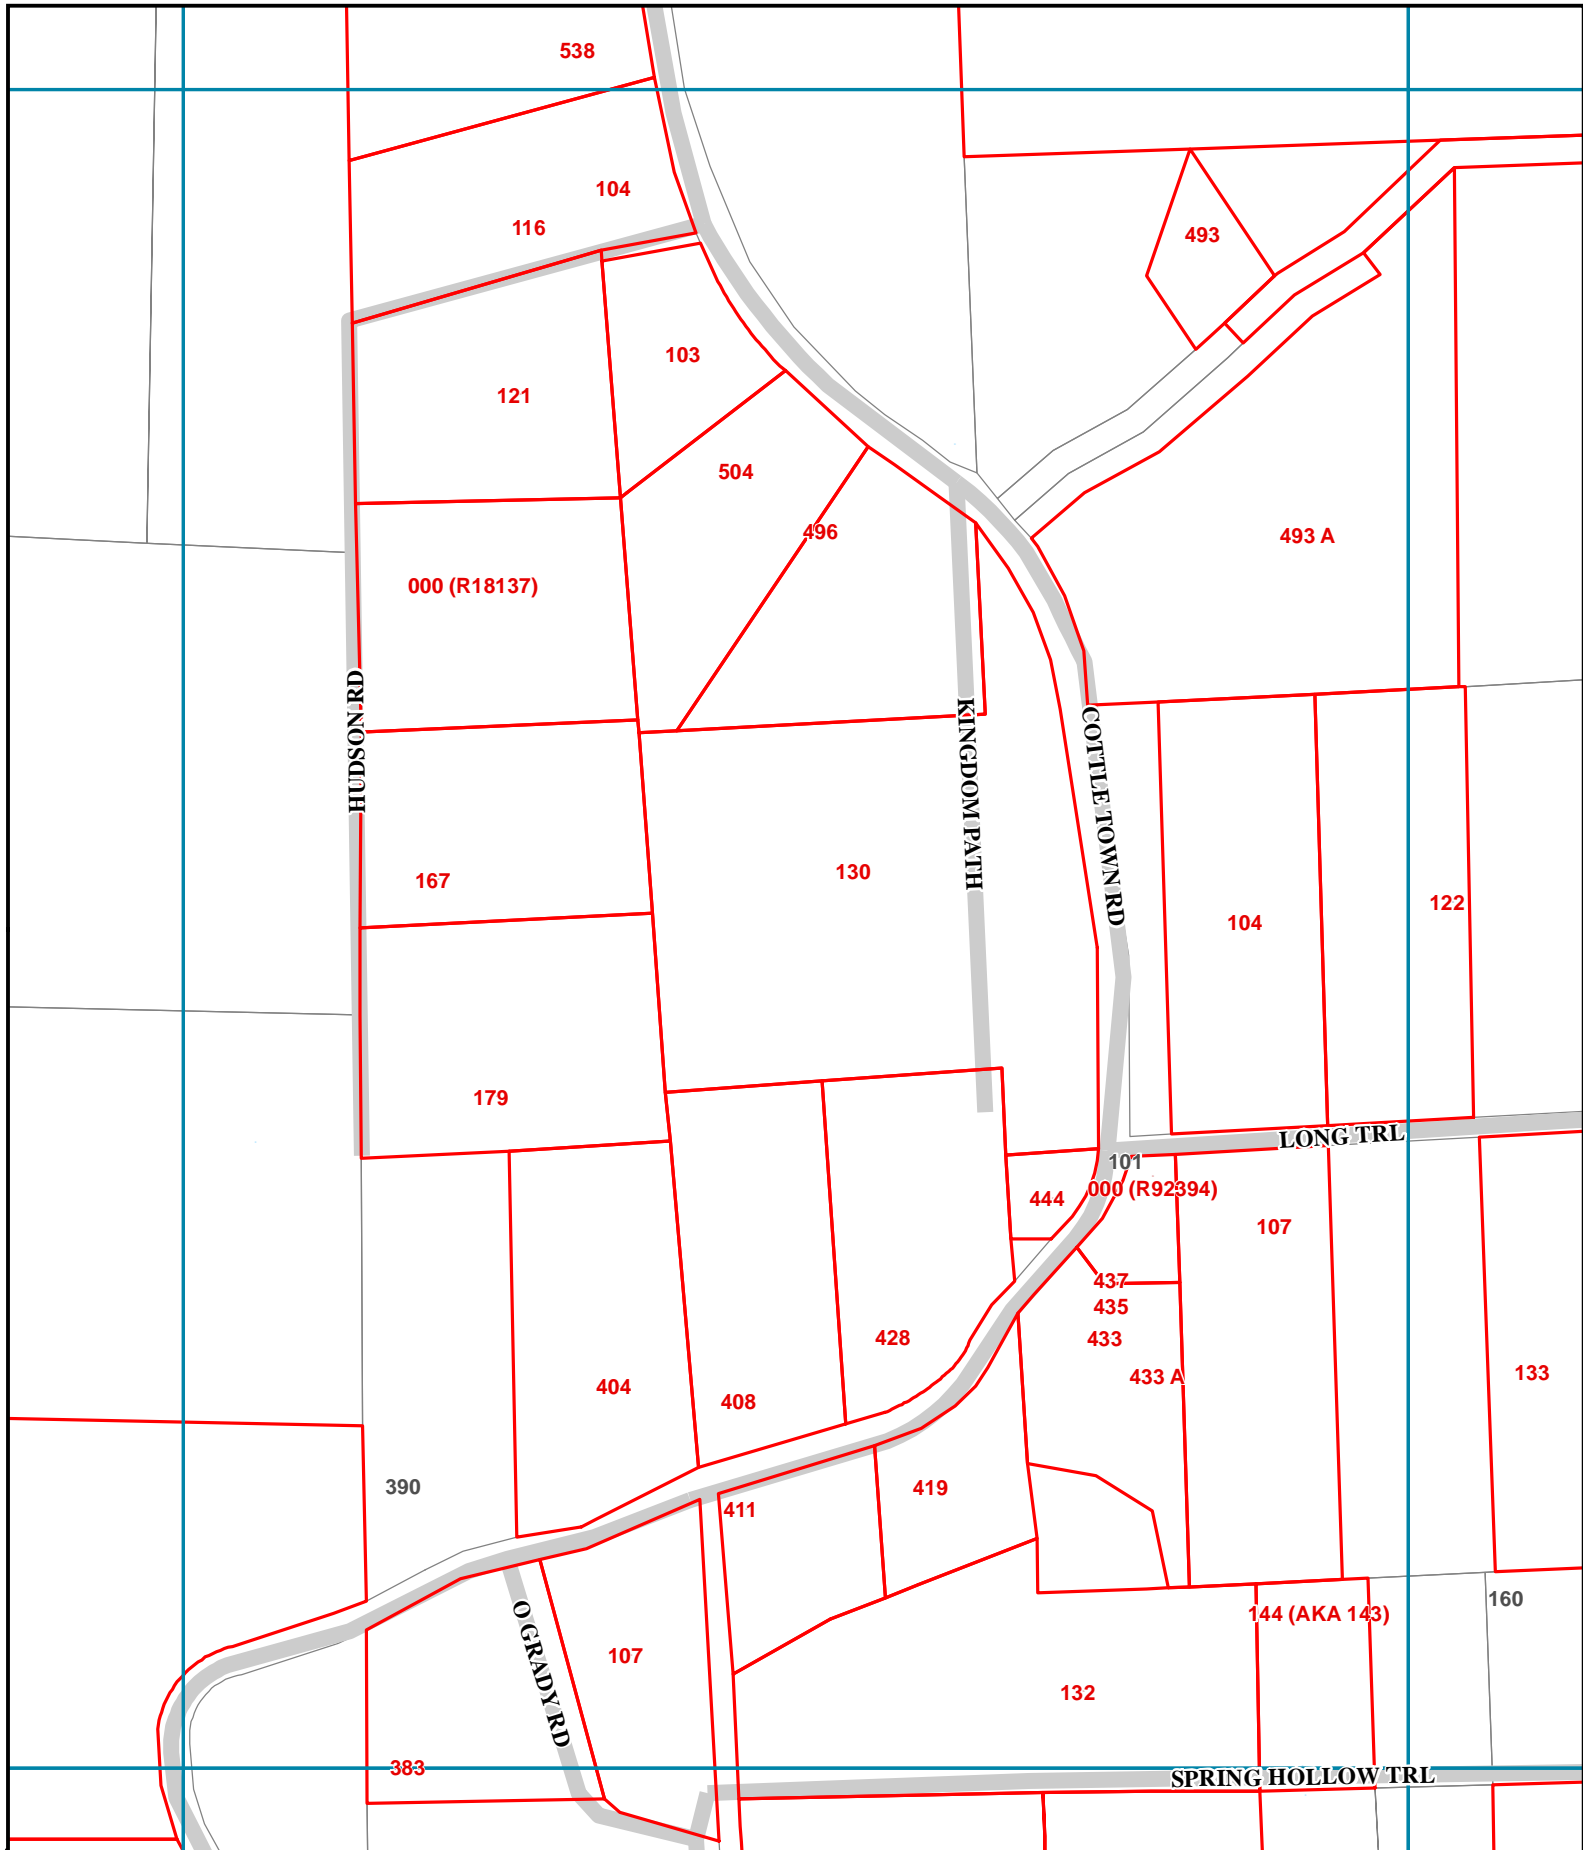 538
104
116
493
103
121
504
496
493 A
000 (R18137)
HUDSON RD
KINGDOM PATH
COTTLE TOWN RD
130
167
122
104
179
LONG TRL
101
000 (R92394)
444
107
437
435
433
428
433 A
133
404
408
390
419
411
160
144 (AKA 143)
O GRADY RD
107
132
383
SPRING HOLLOW TRL